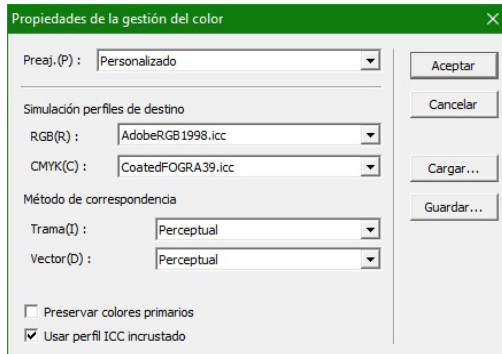 Propiedades de la gestión del color
Preaj.(P) : Personalizado
Aceptar
Cancelar
Simulación perfiles de destino
RGB(R) : AdobeRGB1998.icc
CMYK(C) : CoatedFOGRA39.icc
Cargar...
Guardar...
Método de correspondencia
Trama(I) : Perceptual
Vector(D) : Perceptual
Preservar colores primarios
Usar perfil ICC incrustado